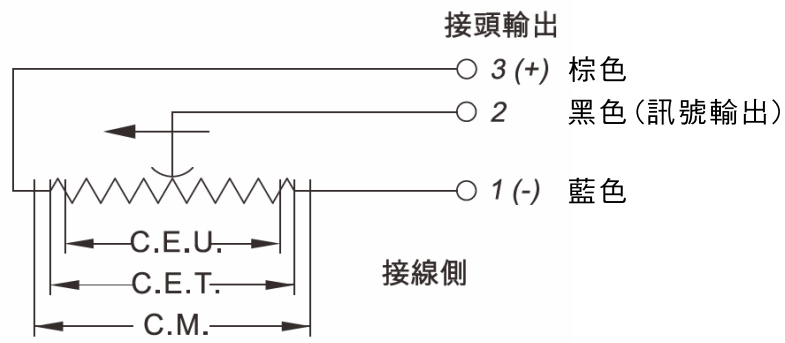 接頭輸出
3 (+) 棕色
2 黑色(訊號輸出)
1 (-) 藍色
C.E.U.
接線側
C.E.T.
C.M.